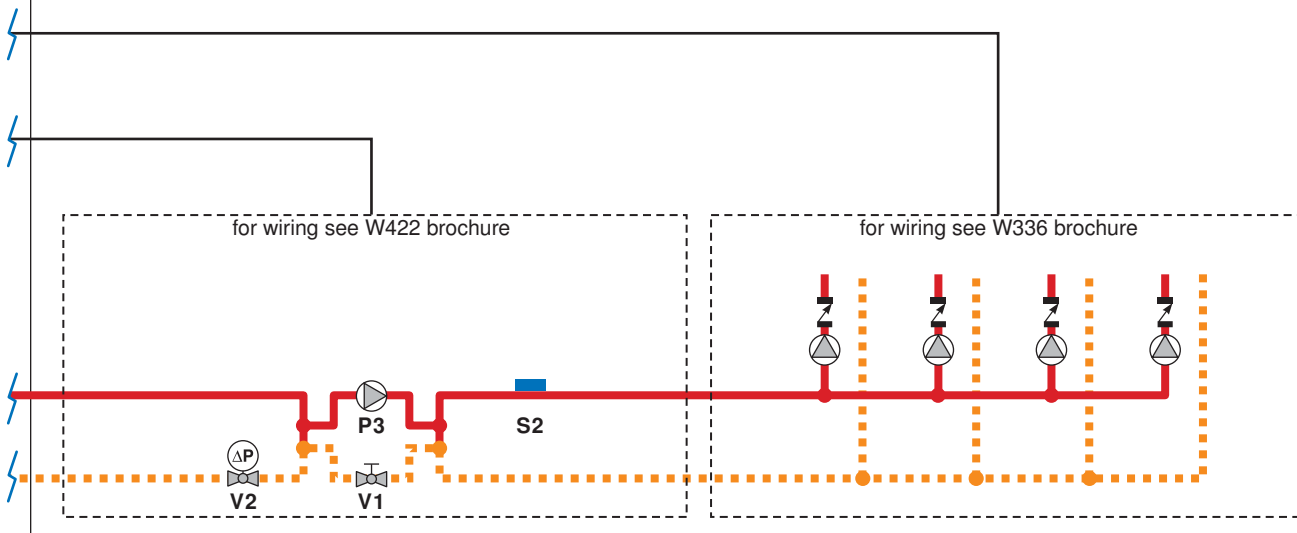 for wiring see W422 brochure
for wiring see W336 brochure
P3
S2
ΔP
V2
V1